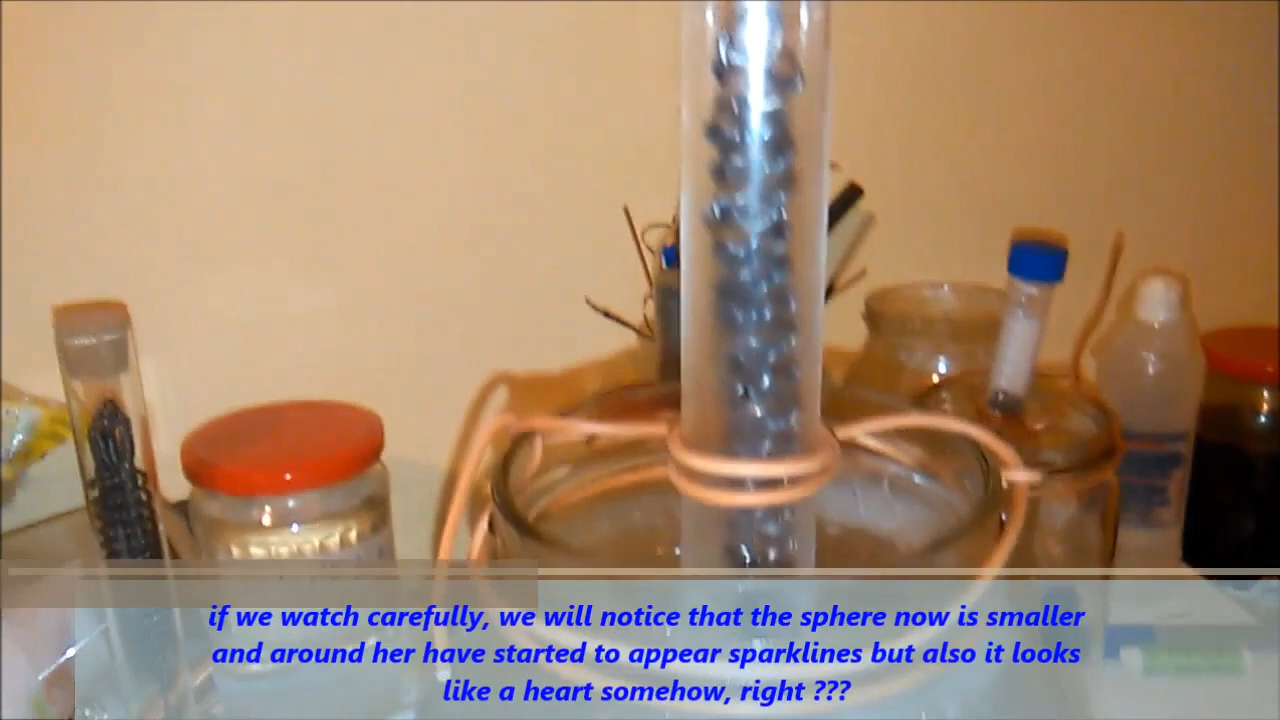 if we watch carefully, we will notice that the sphere now is smaller
and around her have started to appear sparklines but also it looks
like a heart somehow, right ???